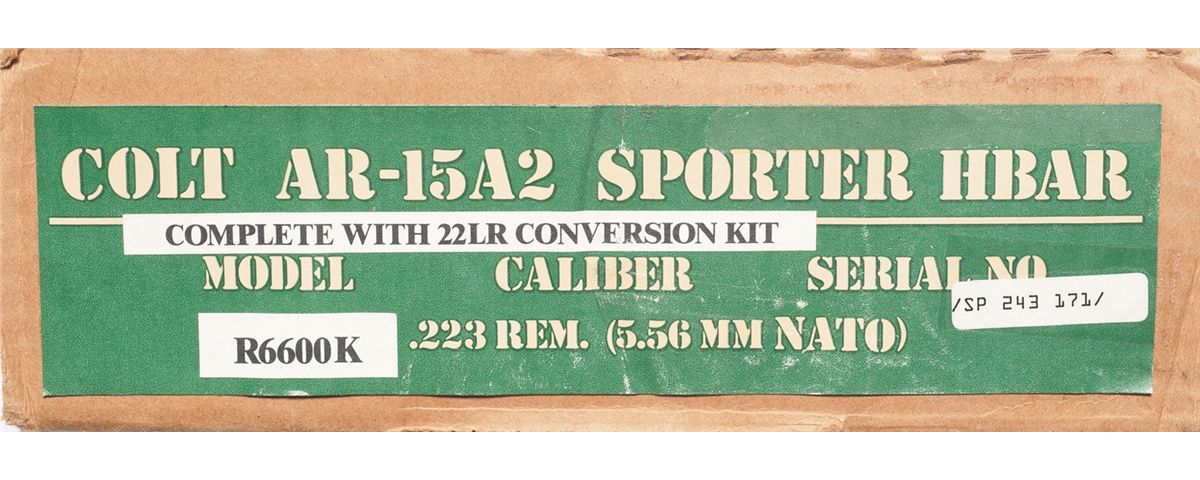 COLT AR-15A2 SPORTER HBAR
COMPLETE WITH 22LR CONVERSION KIT
MODEL CALIBER SERIAL NO.
/SP 243 171/
R6600K .223 REM. (5.56 MM NATO)